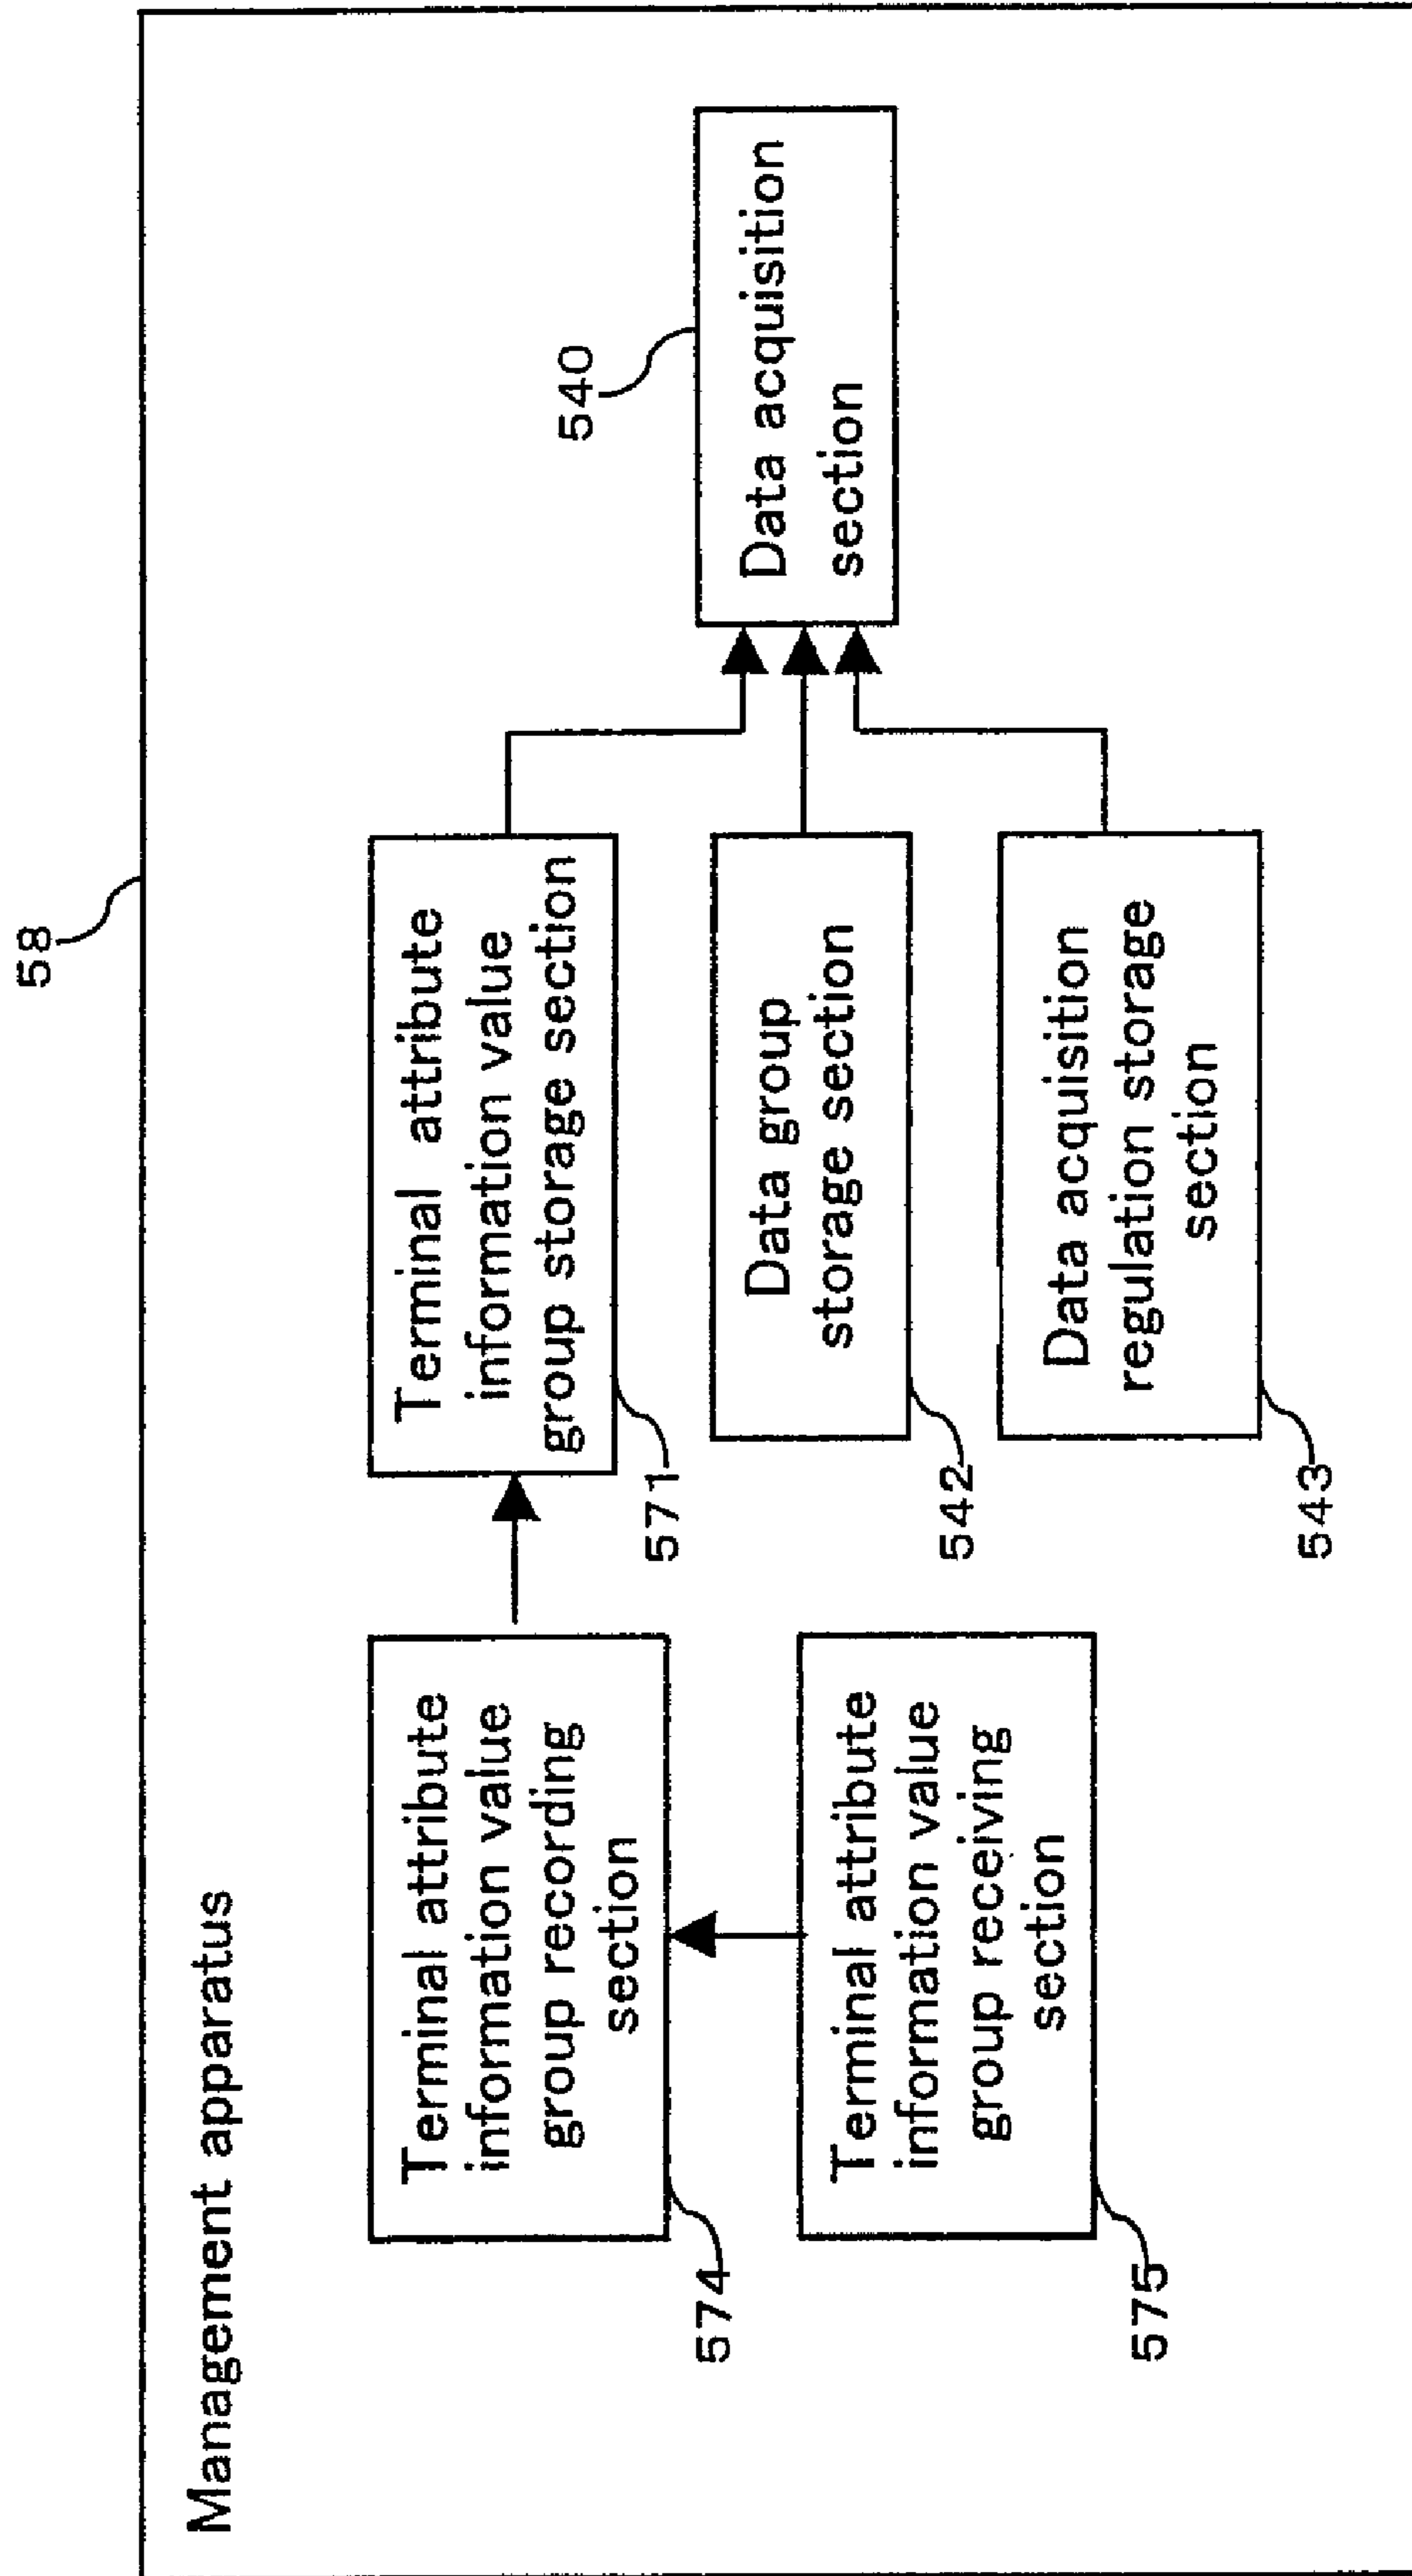 58
Management apparatus
Terminal attribute
information value
group recording
section
574
Terminal attribute
information value
group receiving
section
575
Terminal attribute
information value
group storage section
571
Data group
storage section
542
Data acquisition
regulation storage
section
543
540
Data acquisition
section